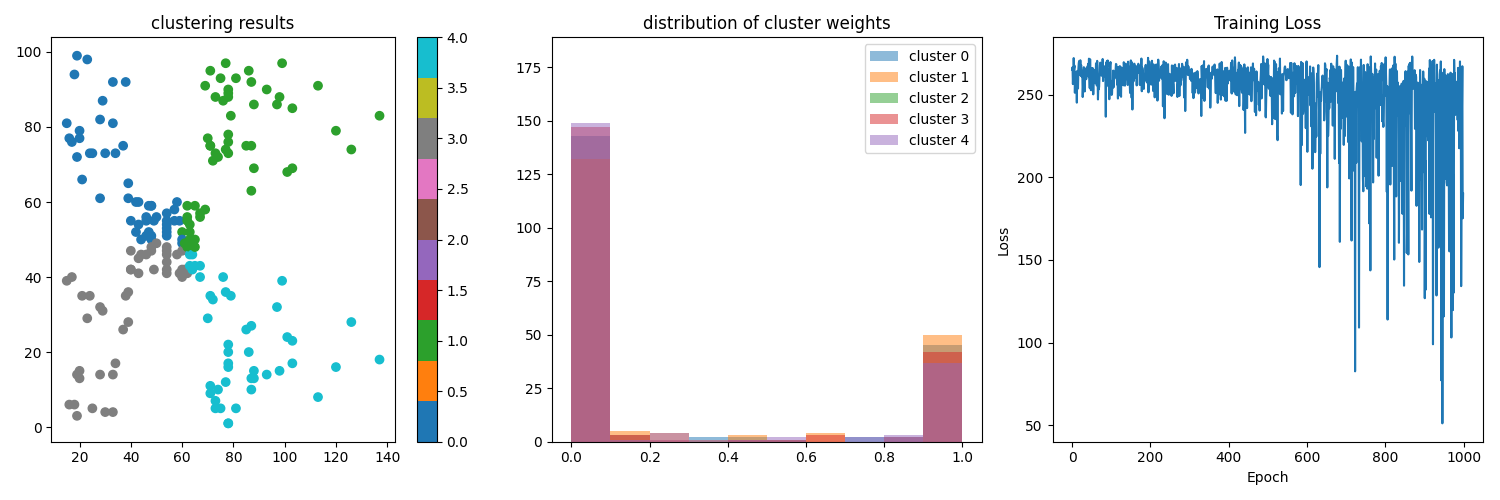 clustering results
100
80
60
40
20
0
20 40 60 80 100 120 140
4.0
3.5
3.0
2.5
2.0
1.5
1.0
0.5
0.0
distribution of cluster weights
175
150
125
100
75
50
25
0
0.0 0.2 0.4 0.6 0.8 1.0
cluster 0
cluster 1
cluster 2
cluster 3
cluster 4
Training Loss
Loss
250
200
150
100
50
0 200 400 600 800 1000
Epoch